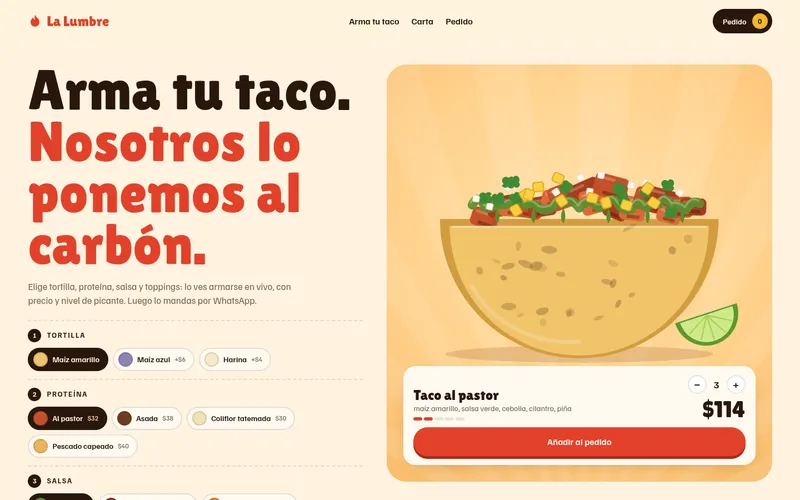 La Lumbre
Arma tu taco Carta Pedido
Pedido 0
Arma tu taco.
Nosotros lo
ponemos al
carbón.
Elige tortilla, proteína, salsa y toppings: lo ves armarse en vivo, con
precio y nivel de picante. Luego lo mandas por WhatsApp.
1 TORTILLA
Maíz amarillo Maíz azul +$6 Harina +$4
2 PROTEÍNA
Al pastor $32 Asada $38 Coliflor tatemada $30
Pescado capeado $40
3 SALSA
Taco al pastor
maíz amarillo, salsa verde, cebolla, cilantro, piña
− 3 +
$114
Añadir al pedido